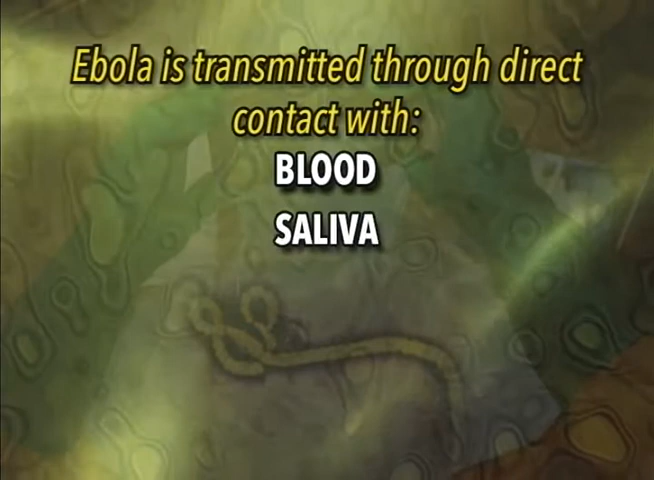 Ebola is transmitted through direct
contact with:
BLOOD
SALIVA